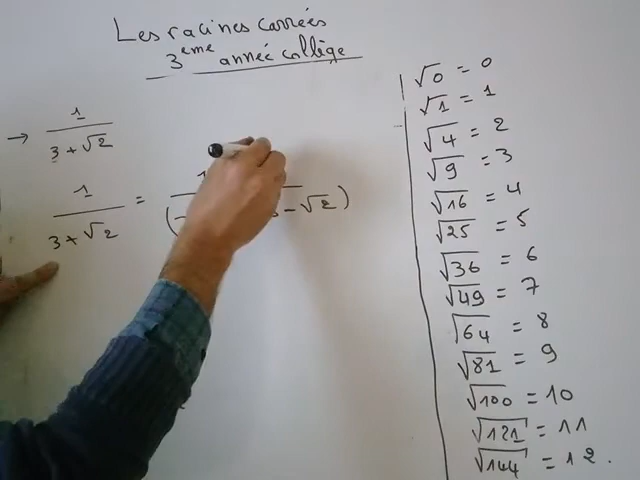 Les racines carrées
3ème année collège
→ 1 / 3 + √2
1 / 3 + √2 = 1 / ( - √2 )
√0 = 0
√1 = 1
√4 = 2
√9 = 3
√16 = 4
√25 = 5
√36 = 6
√49 = 7
√64 = 8
√81 = 9
√100 = 10
√121 = 11
√144 = 12.